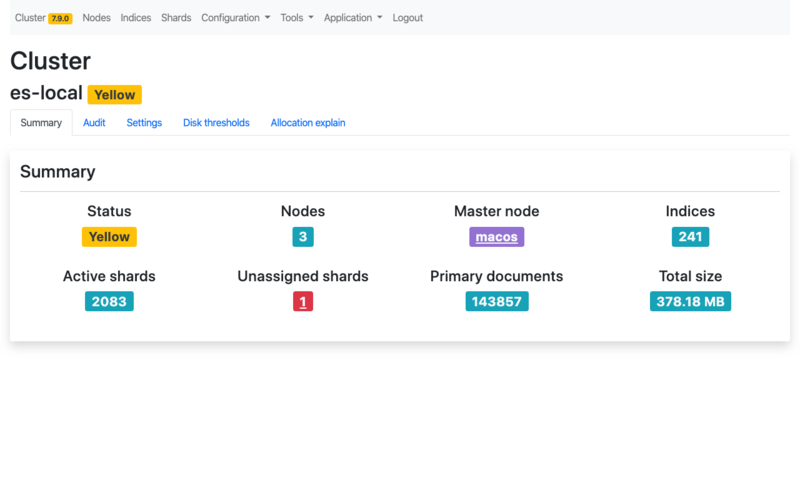 Cluster 7.9.0 Nodes Indices Shards Configuration Tools Application Logout
Cluster
es-local Yellow
Summary Audit Settings Disk thresholds Allocation explain
Summary
Status Nodes Master node Indices
Yellow 3 macos 241
Active shards Unassigned shards Primary documents Total size
2083 1 143857 378.18 MB